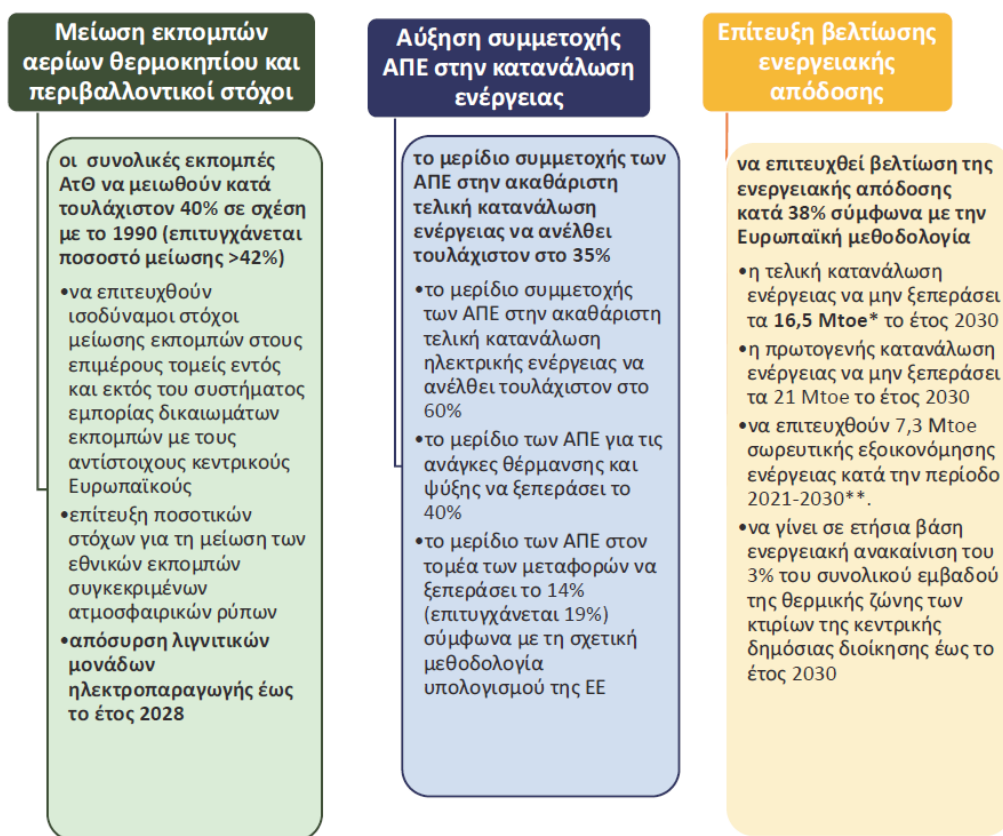 Μείωση εκπομπών
αερίων θερμοκηπίου και
περιβαλλοντικοί στόχοι
οι συνολικές εκπομπές
ΑτΘ να μειωθούν κατά
τουλάχιστον 40% σε σχέση
με το 1990 (επιτυγχάνεται
ποσοστό μείωσης >42%)
•να επιτευχθούν
ισοδύναμοι στόχοι
μείωσης εκπομπών στους
επιμέρους τομείς εντός
και εκτός του συστήματος
εμπορίας δικαιωμάτων
εκπομπών με τους
αντίστοιχους κεντρικούς
Ευρωπαϊκούς
•επίτευξη ποσοτικών
στόχων για τη μείωση των
εθνικών εκπομπών
συγκεκριμένων
ατμοσφαιρικών ρύπων
•απόσυρση λιγνιτικών
μονάδων
ηλεκτροπαραγωγής έως
το έτος 2028
Αύξηση συμμετοχής
ΑΠΕ στην κατανάλωση
ενέργειας
το μερίδιο συμμετοχής των
ΑΠΕ στην ακαθάριστη
τελική κατανάλωση
ενέργειας να ανέλθει
τουλάχιστον στο 35%
•το μερίδιο συμμετοχής
των ΑΠΕ στην ακαθάριστη
τελική κατανάλωση
ηλεκτρικής ενέργειας να
ανέλθει τουλάχιστον στο
60%
•το μερίδιο των ΑΠΕ για τις
ανάγκες θέρμανσης και
ψύξης να ξεπεράσει το
40%
•το μερίδιο των ΑΠΕ στον
τομέα των μεταφορών να
ξεπεράσει το 14%
(επιτυγχάνεται 19%)
σύμφωνα με τη σχετική
μεθοδολογία
υπολογισμού της ΕΕ
Επίτευξη βελτίωσης
ενεργειακής
απόδοσης
να επιτευχθεί βελτίωση της
ενεργειακής απόδοσης
κατά 38% σύμφωνα με την
Ευρωπαϊκή μεθοδολογία
•η τελική κατανάλωση
ενέργειας να μην ξεπεράσει
τα 16,5 Mtoe* το έτος 2030
•η πρωτογενής κατανάλωση
ενέργειας να μην ξεπεράσει
τα 21 Mtoe το έτος 2030
•να επιτευχθούν 7,3 Mtoe
σωρευτικής εξοικονόμησης
ενέργειας κατά την περίοδο
2021-2030**.
•να γίνει σε ετήσια βάση
ενεργειακή ανακαίνιση του
3% του συνολικού εμβαδού
της θερμικής ζώνης των
κτιρίων της κεντρικής
δημόσιας διοίκησης έως το
έτος 2030